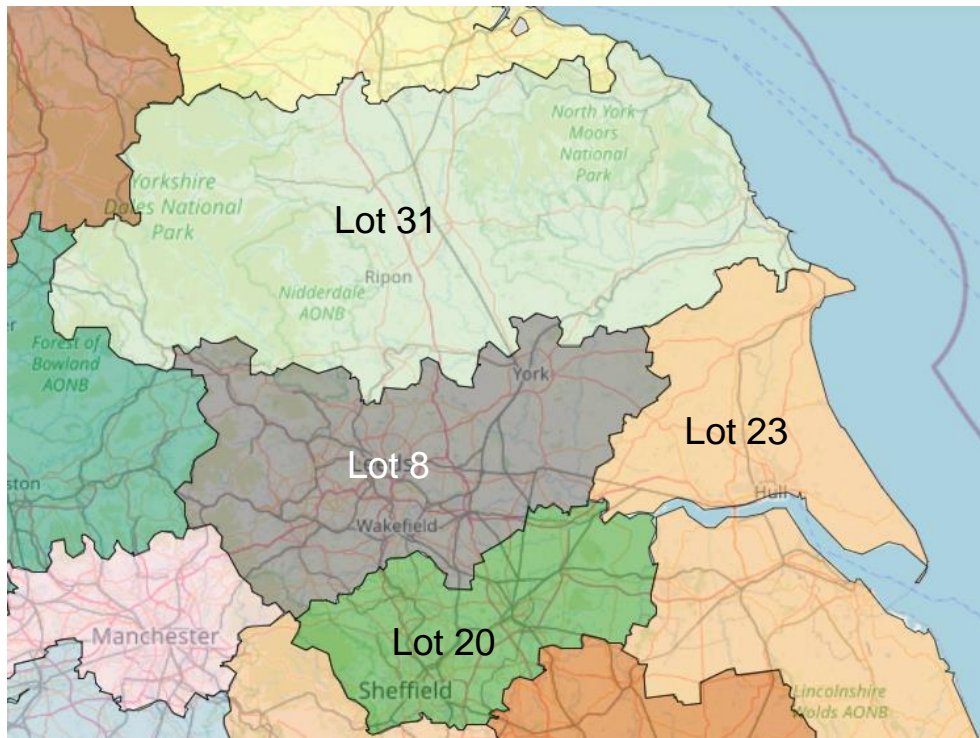 North York
Moors
National
Park
Yorkshire
Dales National
Park
Lot 31
Ripon
Nidderdale
AONB
Forest of
Bowland
AONB
York
Lot 23
Lot 8
Hull
Wakefield
Manchester
Lot 20
Sheffield
Lincolnshire
Wolds AONB